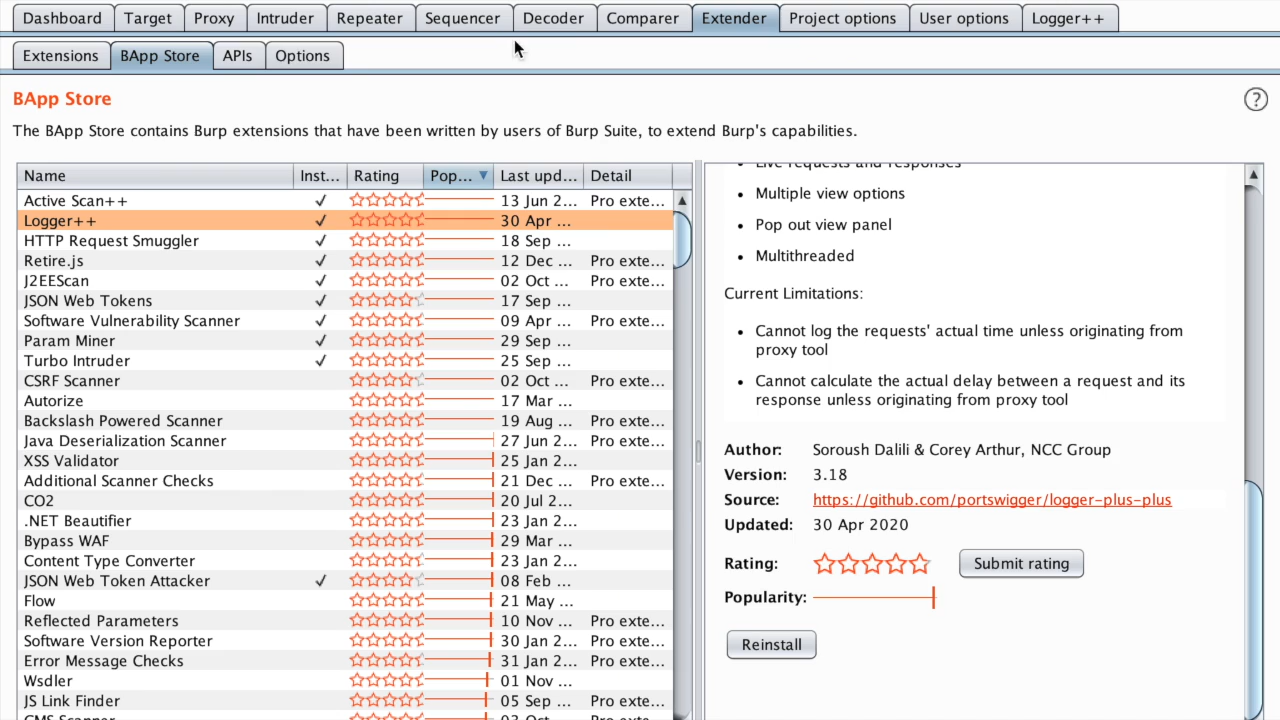 Dashboard Target Proxy Intruder Repeater Sequencer Decoder Comparer Extender Project options User options Logger++
Extensions BApp Store APIs Options
BApp Store
?
The BApp Store contains Burp extensions that have been written by users of Burp Suite, to extend Burp's capabilities.
Name Inst... Rating Pop... Last upd... Detail
Active Scan++ 13 Jun 2... Pro exte...
Logger++ 30 Apr ...
HTTP Request Smuggler 18 Sep ...
Retire.js 12 Dec ... Pro exte...
J2EEScan 02 Oct ... Pro exte...
JSON Web Tokens 17 Sep ...
Software Vulnerability Scanner 09 Apr ... Pro exte...
Param Miner 29 Sep ...
Turbo Intruder 25 Sep ...
CSRF Scanner 02 Oct ... Pro exte...
Autorize 17 Mar ...
Backslash Powered Scanner 19 Aug ... Pro exte...
Java Deserialization Scanner 27 Jun 2... Pro exte...
XSS Validator 25 Jan 2...
Additional Scanner Checks 21 Dec ... Pro exte...
CO2 20 Jul 2...
.NET Beautifier 23 Jan 2...
Bypass WAF 29 Mar ...
Content Type Converter 23 Jan 2...
JSON Web Token Attacker 08 Feb ...
Flow 21 May ...
Reflected Parameters 10 Nov ... Pro exte...
Software Version Reporter 30 Jan 2... Pro exte...
Error Message Checks 31 Jan 2... Pro exte...
Wsdler 01 Nov ...
JS Link Finder 05 Sep ... Pro exte...
CMS Scanner 03 Oct ... Pro exte...
• Live requests and responses
• Multiple view options
• Pop out view panel
• Multithreaded
Current Limitations:
• Cannot log the requests' actual time unless originating from
proxy tool
• Cannot calculate the actual delay between a request and its
response unless originating from proxy tool
Author: Soroush Dalili & Corey Arthur, NCC Group
Version: 3.18
Source: https://github.com/portswigger/logger-plus-plus
Updated: 30 Apr 2020
Rating: Submit rating
Popularity:
Reinstall